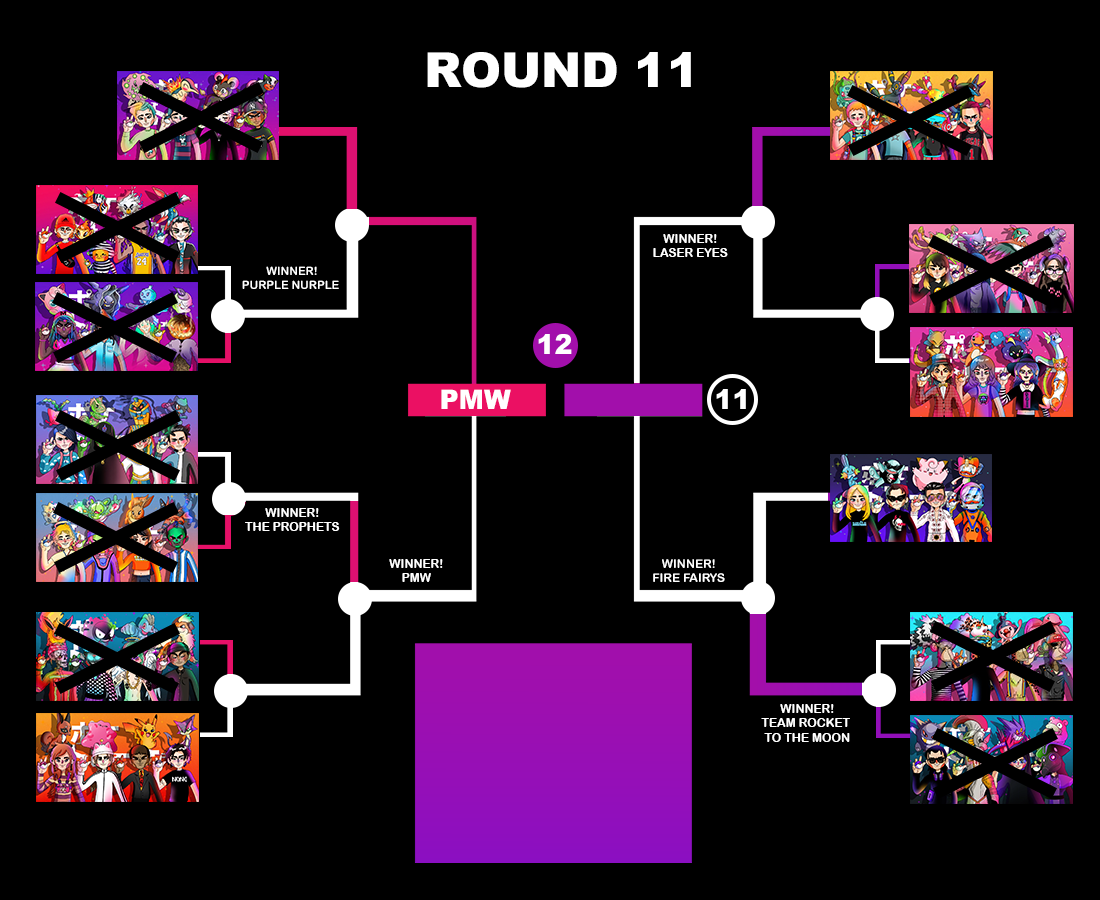 ROUND 11
WINNER!
LASER EYES
WINNER!
PURPLE NURPLE
12
PMW
11
WINNER!
THE PROPHETS
WINNER!
PMW
WINNER!
FIRE FAIRYS
WINNER!
TEAM ROCKET
TO THE MOON